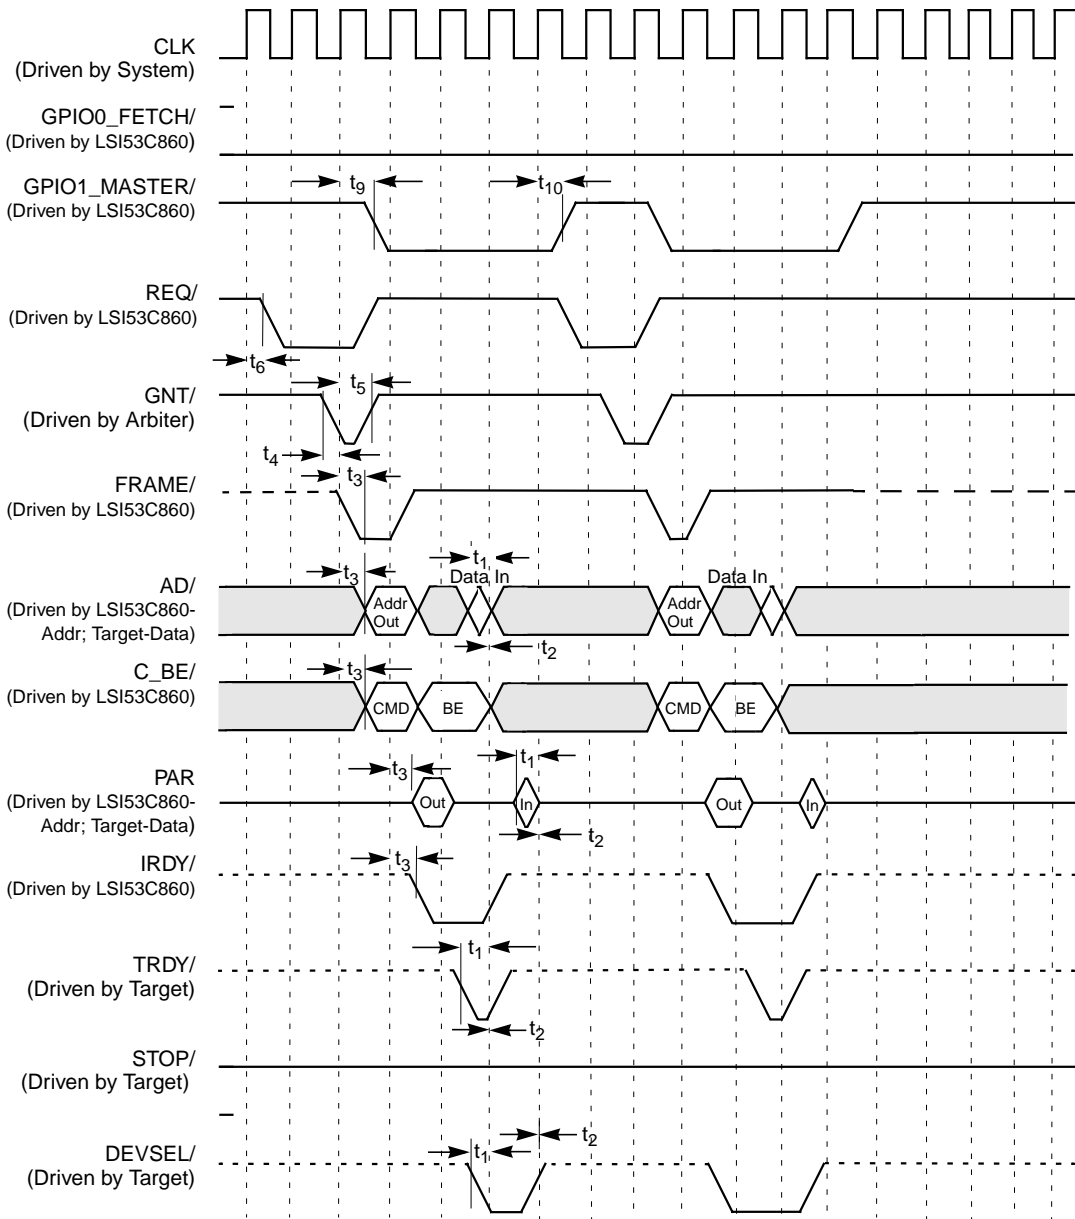 CLK
(Driven by System)
GPIO0_FETCH/
(Driven by LSI53C860)
GPIO1_MASTER/
(Driven by LSI53C860)
t9
t10
REQ/
(Driven by LSI53C860)
t6
t5
GNT/
(Driven by Arbiter)
t4
t3
FRAME/
(Driven by LSI53C860)
t1
t3
Data In
Data In
AD/
(Driven by LSI53C860-
Addr; Target-Data)
Addr
Out
Addr
Out
t2
C_BE/
(Driven by LSI53C860)
t3
CMD
BE
CMD
BE
PAR
(Driven by LSI53C860-
Addr; Target-Data)
t3
t1
Out
In
Out
In
t2
IRDY/
(Driven by LSI53C860)
t3
t1
TRDY/
(Driven by Target)
t2
STOP/
(Driven by Target)
t2
DEVSEL/
(Driven by Target)
t1